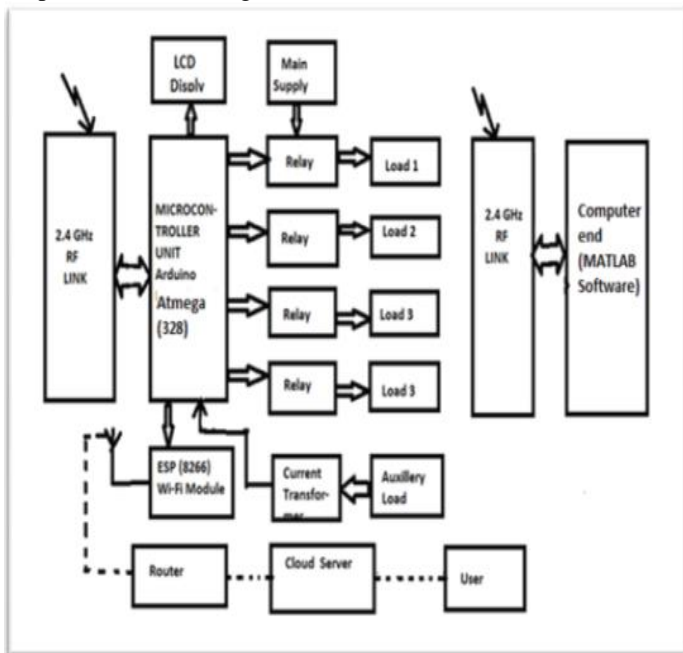 LCD
Disolv
Main
Supply
Relay
Load 1
2.4 GHz
RF
LINK
MICROCON-
TROLLER
UNIT
Arduino
Atmega
(328)
Relay
Load 2
Relay
Load 3
Relay
Load 3
2.4 GHz
RF
LINK
Computer
end
(MATLAB
Software)
ESP (8266)
Wi-Fi Module
Current
Transfor-
Auxillery
Load
Router
Cloud Server
User